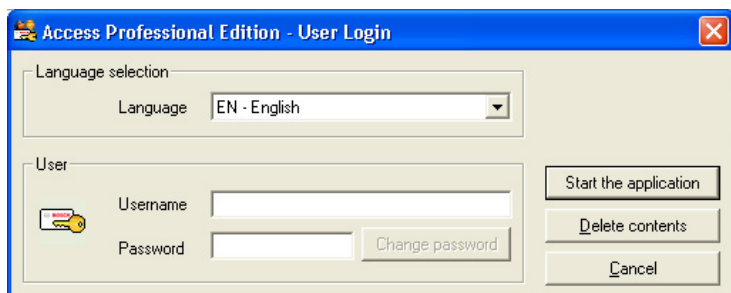 Access Professional Edition - User Login
Language selection
Language
EN - English
User
Username
Password
Change password
Start the application
Delete contents
Cancel
BOSCH